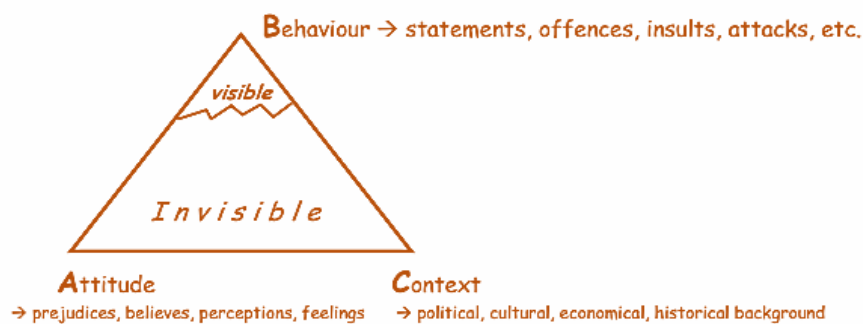 Behaviour → statements, offences, insults, attacks, etc.
visible
Invisible
Attitude
Context
→ prejudices, believes, perceptions, feelings
→ political, cultural, economical, historical background